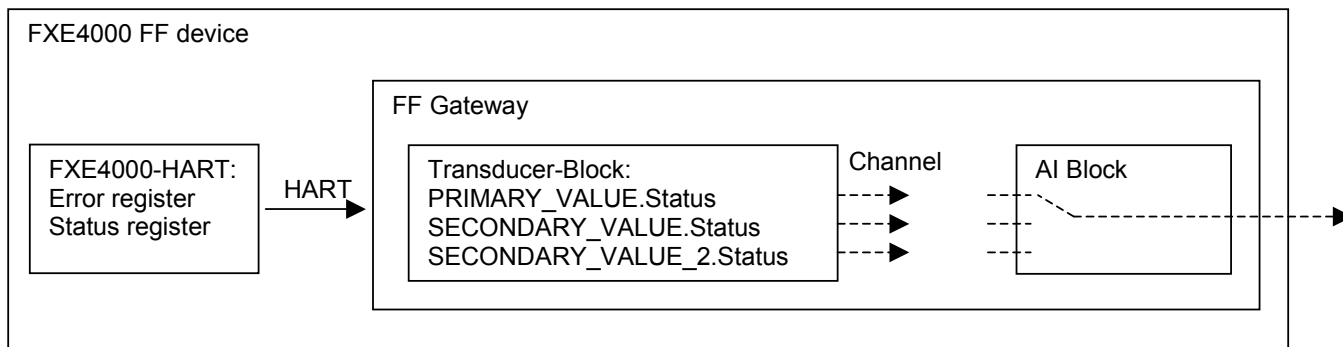 FXE4000 FF device
FF Gateway
FXE4000-HART:
Error register
Status register
HART
Transducer-Block:
PRIMARY_VALUE.Status
SECONDARY_VALUE.Status
SECONDARY_VALUE_2.Status
Channel
AI Block